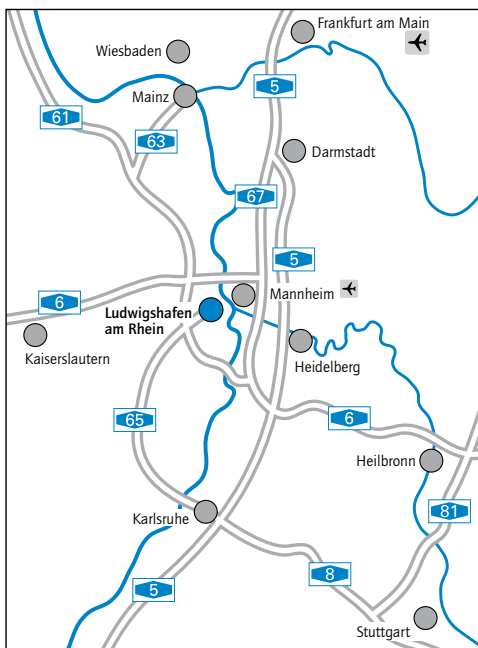 Frankfurt am Main
Wiesbaden
5
Mainz
61
63
Darmstadt
67
5
6
Mannheim
Ludwigshafen
am Rhein
Kaiserslautern
Heidelberg
65
6
Heilbronn
81
Karlsruhe
8
5
Stuttgart